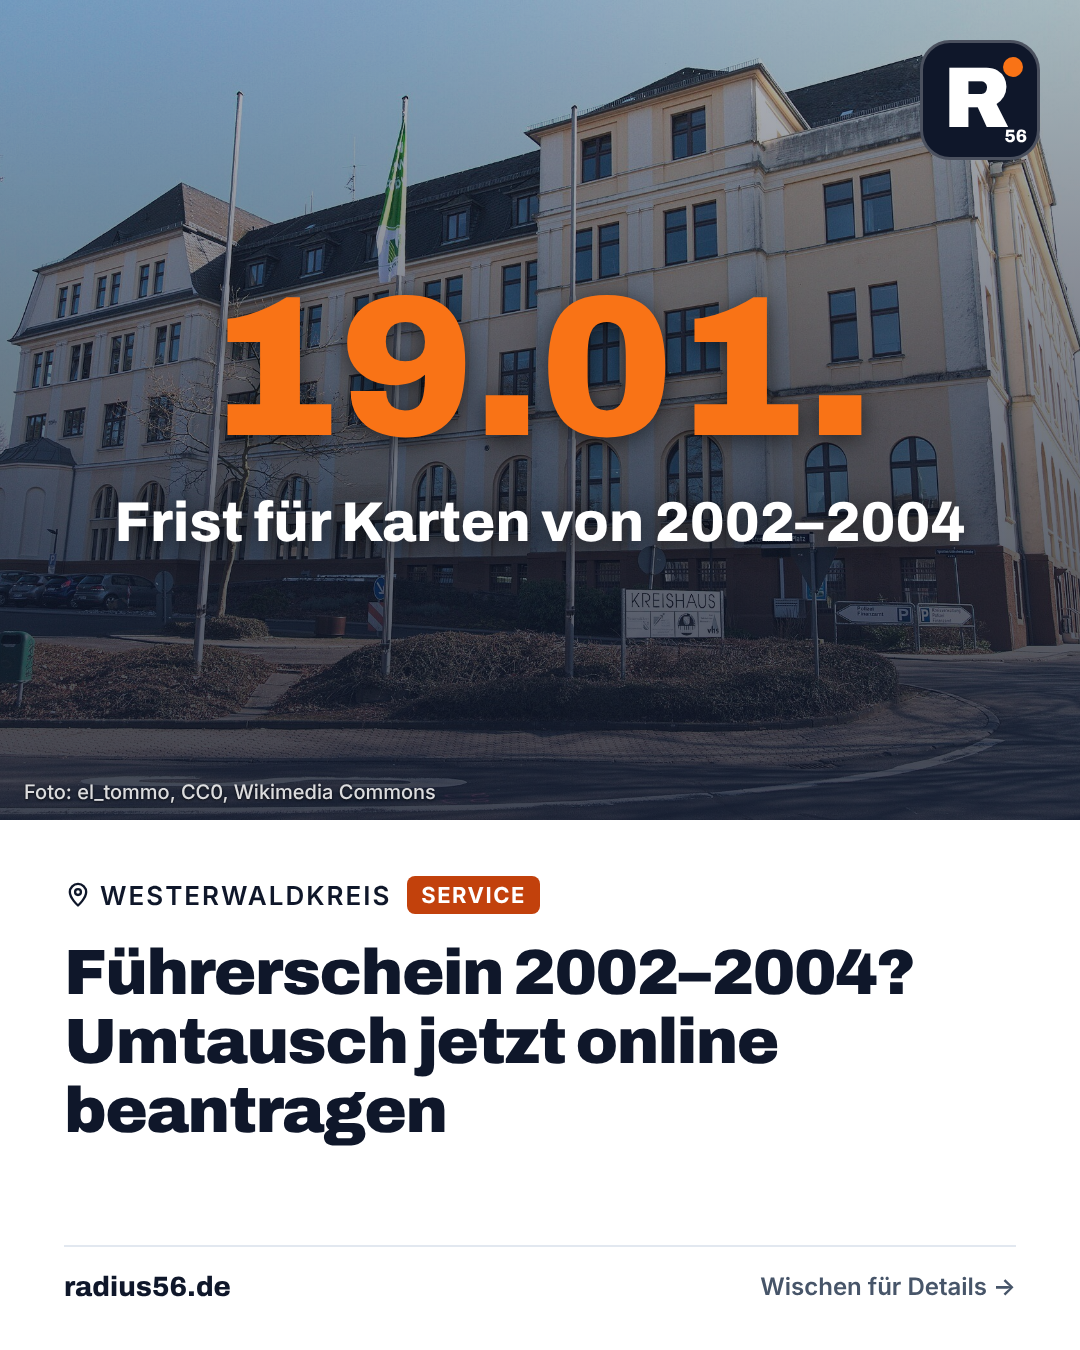 R
56
19.01.
Frist für Karten von 2002–2004
KREISHAUS
vhs
P
P
Foto: el_tommo, CC0, Wikimedia Commons
WESTERWALDKREIS
SERVICE
Führerschein 2002–2004?
Umtausch jetzt online
beantragen
radius56.de
Wischen für Details →